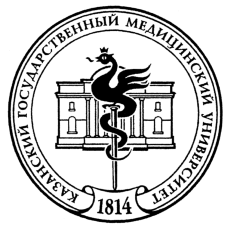 КАЗАНСКИЙ ГОСУДАРСТВЕННЫЙ МЕДИЦИНСКИЙ УНИВЕРСИТЕТ
1814